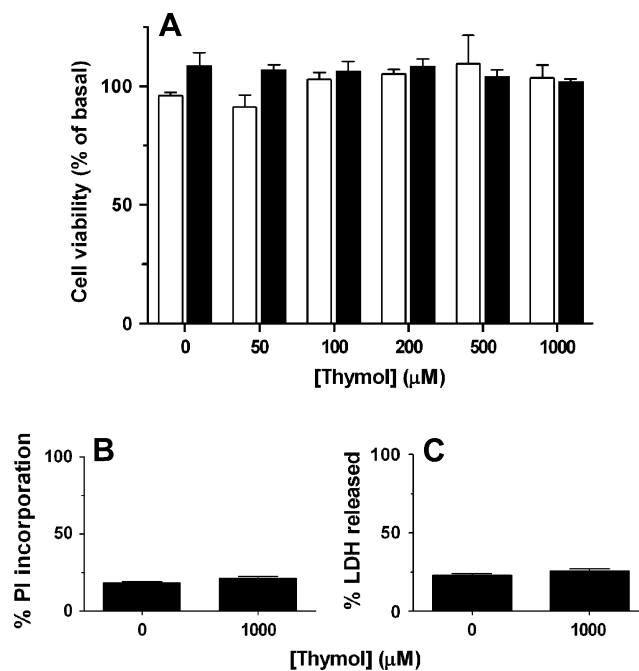 A
Cell viability (% of basal)
100
50
0
0 50 100 200 500 1000
[Thymol] (μM)
B
% PI incorporation
100
50
0
0 1000
C
% LDH released
100
50
0
0 1000
[Thymol] (μM)